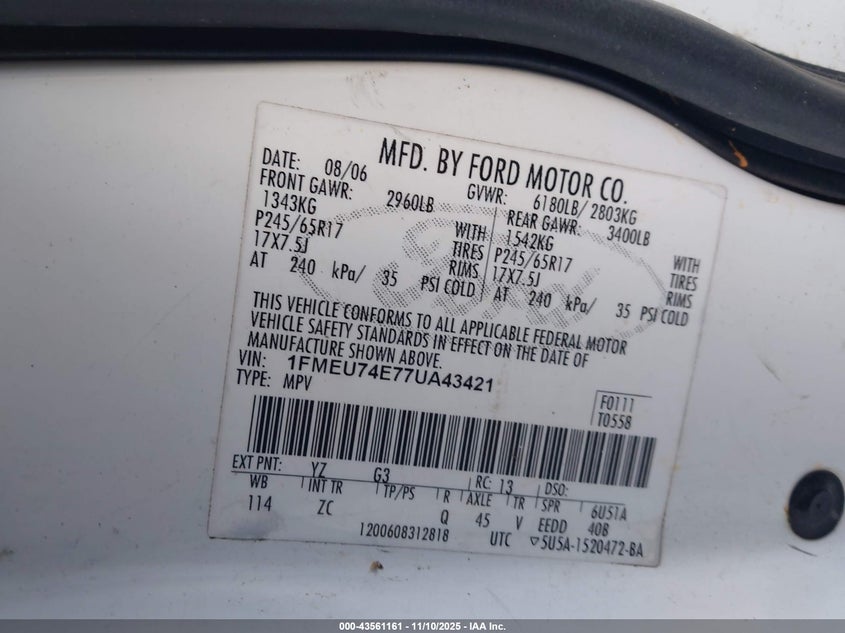 MFD. BY FORD MOTOR CO.
DATE: 08/06 GVWR: 6180LB/ 2803KG
FRONT GAWR: 2960LB REAR GAWR: 3400LB
1343KG WITH 1542KG WITH
P245/65R17 TIRES P245/65R17 TIRES
17X7.5J RIMS 17X7.5J RIMS
AT 240 kPa/ 35 PSI COLD AT 240 kPa/ 35 PSI COLD
Ford
THIS VEHICLE CONFORMS TO ALL APPLICABLE FEDERAL MOTOR
VEHICLE SAFETY STANDARDS IN EFFECT ON THE DATE OF
MANUFACTURE SHOWN ABOVE.
VIN: 1FMEU74E77UA43421
TYPE: MPV
F0111
T0558
EXT PNT: YZ G3 RC: 13 DSO:
WB INT TR TP/PS R AXLE TR SPR 6U51A
114 ZC Q 45 V EEDD 40B
1200608312818 UTC ▽5U5A-1520472-BA
000-43561161 - 11/10/2025 - IAA Inc.